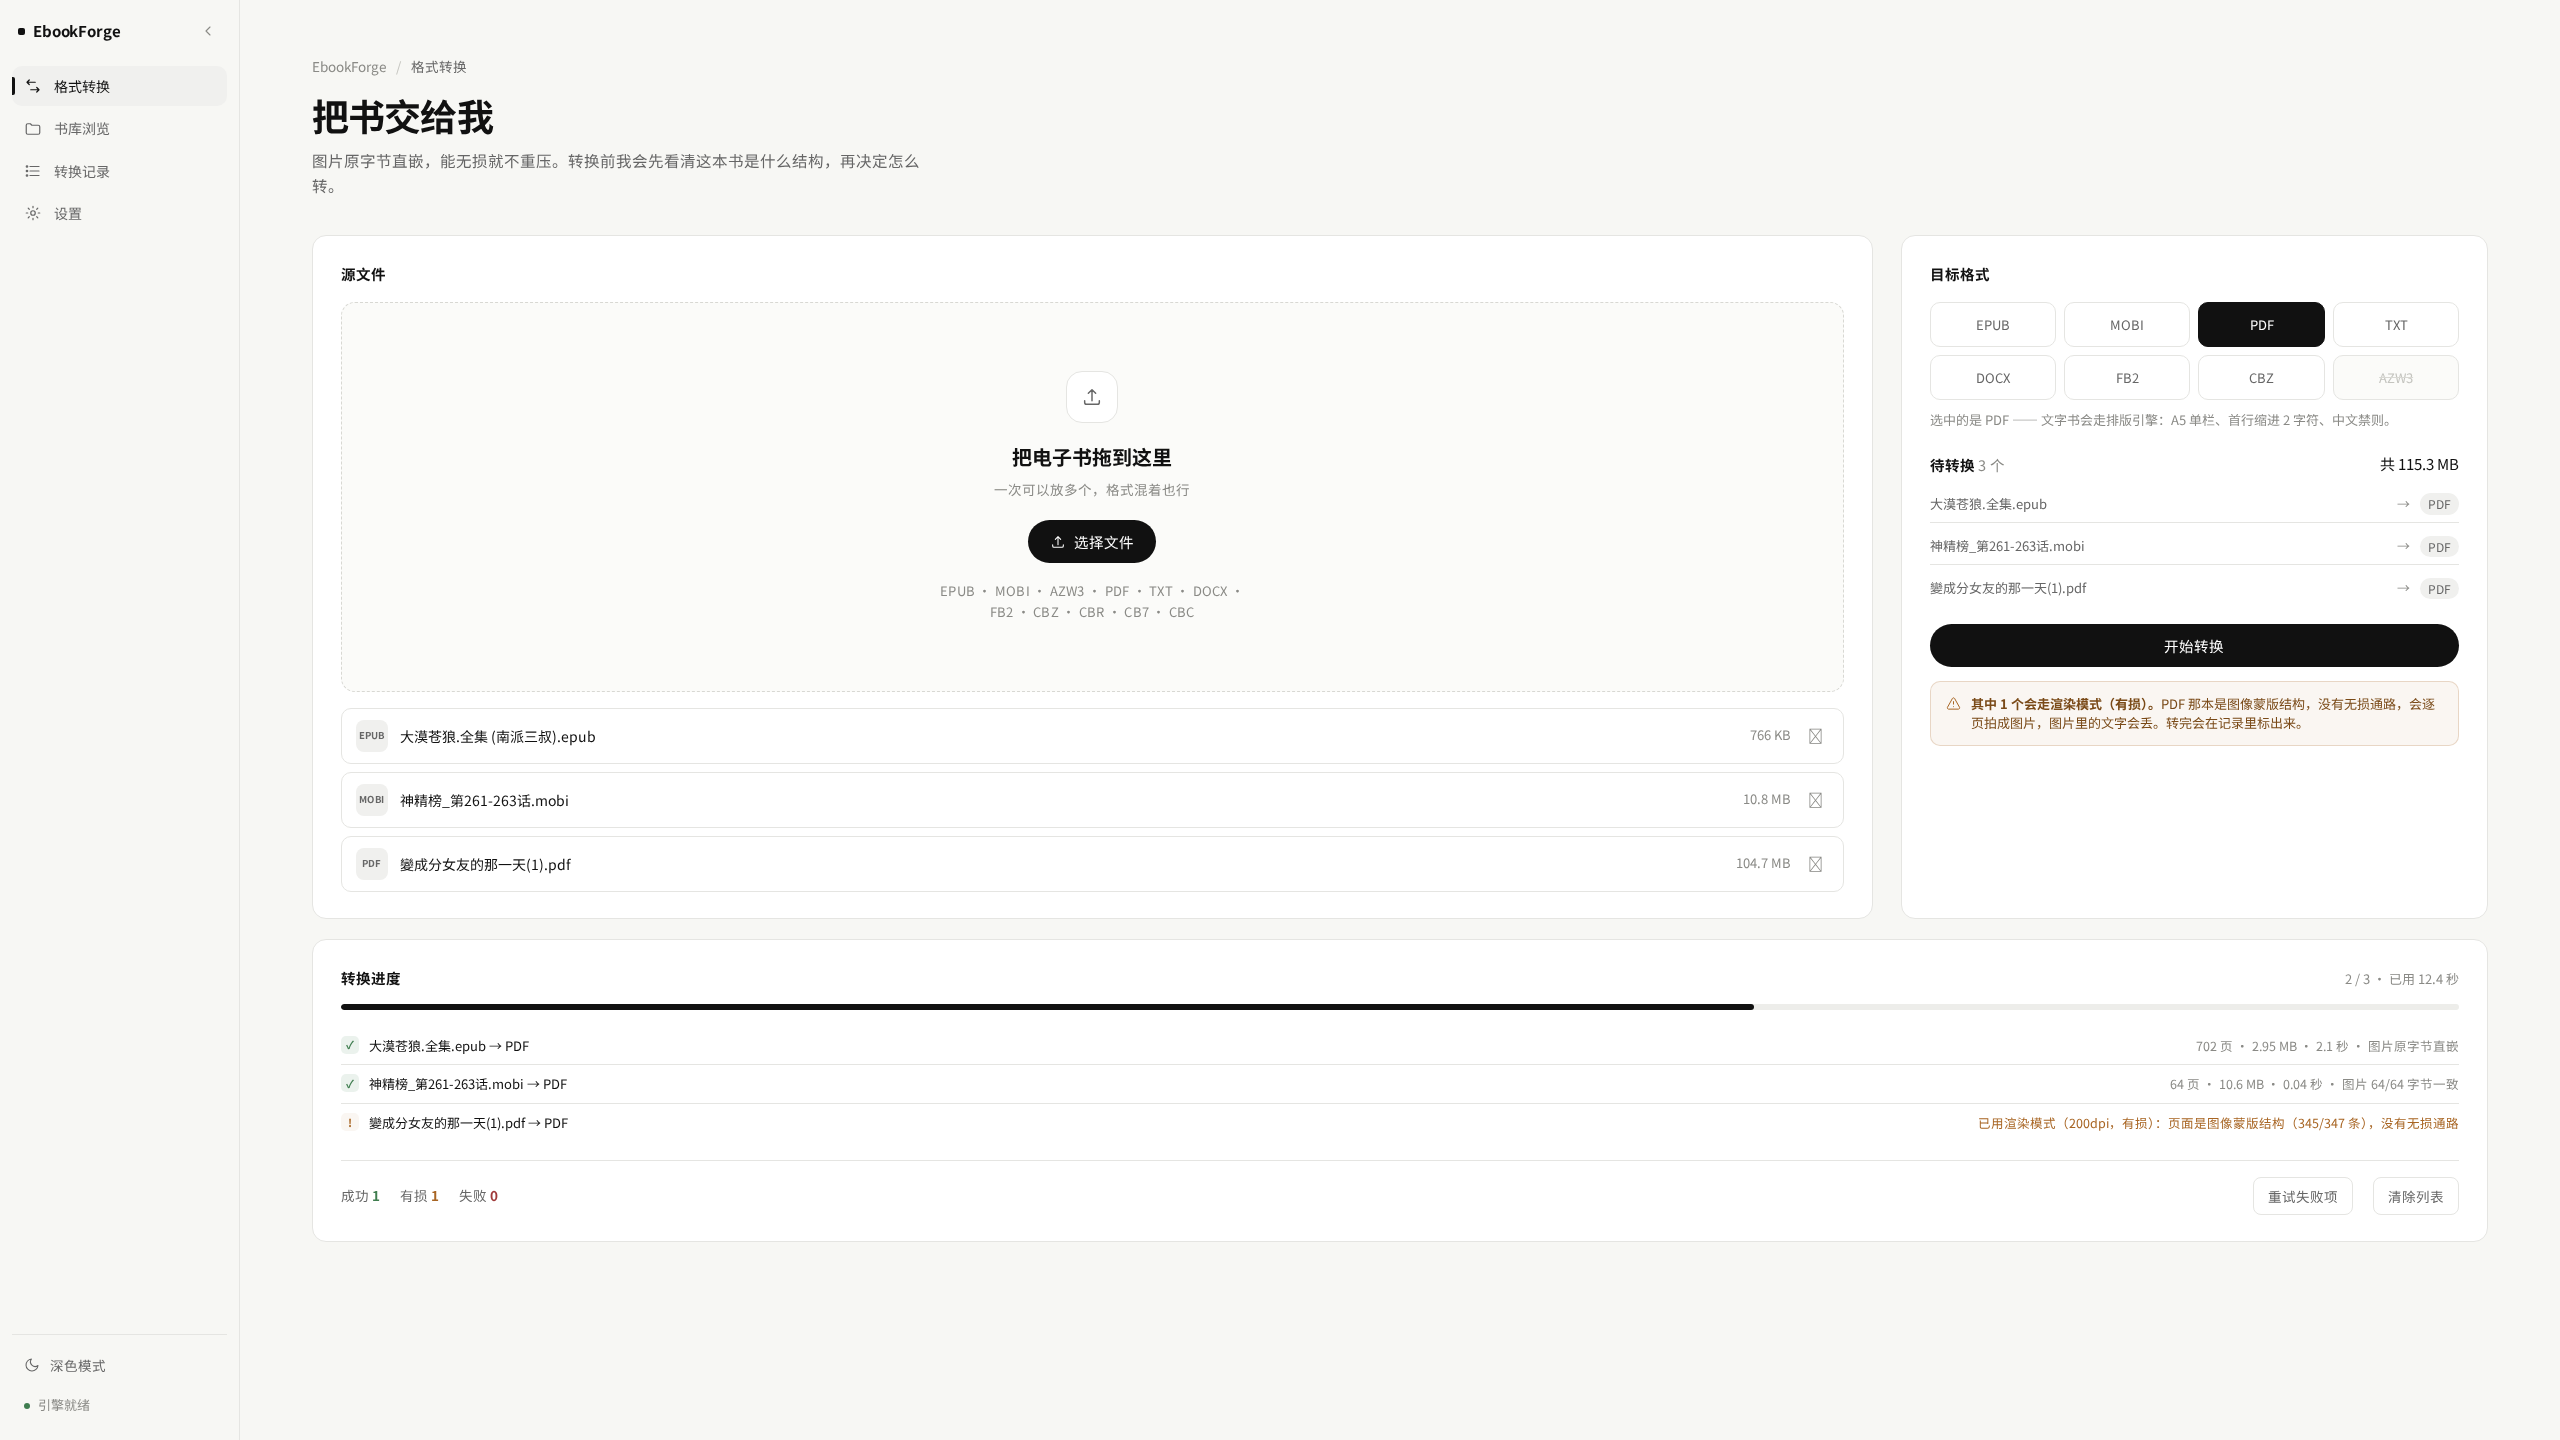 EbookForge
格式转换
书库浏览
转换记录
设置
深色模式
引擎就绪
EbookForge / 格式转换
把书交给我
图片原字节直嵌，能无损就不重压。转换前我会先看清这本书是什么结构，再决定怎么
转。
源文件
把电子书拖到这里
一次可以放多个，格式混着也行
选择文件
EPUB · MOBI · AZW3 · PDF · TXT · DOCX ·
FB2 · CBZ · CBR · CB7 · CBC
EPUB 大漠苍狼.全集 (南派三叔).epub 766 KB
MOBI 神精榜_第261-263话.mobi 10.8 MB
PDF 變成分女友的那一天(1).pdf 104.7 MB
目标格式
EPUB MOBI PDF TXT
DOCX FB2 CBZ AZW3
选中的是 PDF —— 文字书会走排版引擎：A5 单栏、首行缩进 2 字符、中文禁则。
待转换 3 个 共 115.3 MB
大漠苍狼.全集.epub → PDF
神精榜_第261-263话.mobi → PDF
變成分女友的那一天(1).pdf → PDF
开始转换
其中 1 个会走渲染模式（有损）。PDF 那本是图像蒙版结构，没有无损通路，会逐
页拍成图片，图片里的文字会丢。转完会在记录里标出来。
转换进度 2 / 3 · 已用 12.4 秒
✓ 大漠苍狼.全集.epub → PDF 702 页 · 2.95 MB · 2.1 秒 · 图片原字节直嵌
✓ 神精榜_第261-263话.mobi → PDF 64 页 · 10.6 MB · 0.04 秒 · 图片 64/64 字节一致
! 變成分女友的那一天(1).pdf → PDF 已用渲染模式（200dpi，有损）：页面是图像蒙版结构（345/347 条），没有无损通路
成功 1 有损 1 失败 0 重试失败项 清除列表